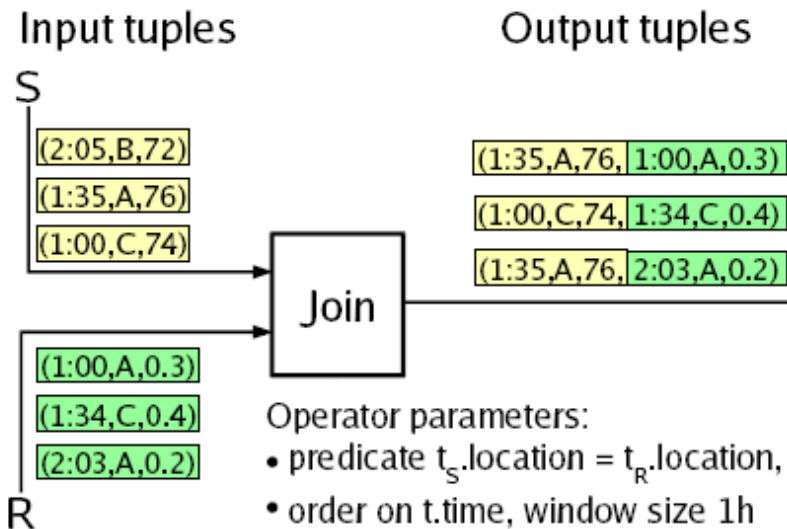 Input tuples
Output tuples
S
(2:05,B,72)
(1:35,A,76)
(1:00,C,74)
(1:35,A,76, 1:00,A,0.3)
(1:00,C,74, 1:34,C,0.4)
(1:35,A,76, 2:03,A,0.2)
Join
(1:00,A,0.3)
(1:34,C,0.4)
(2:03,A,0.2)
R
Operator parameters:
• predicate tS.location = tR.location,
• order on t.time, window size 1h